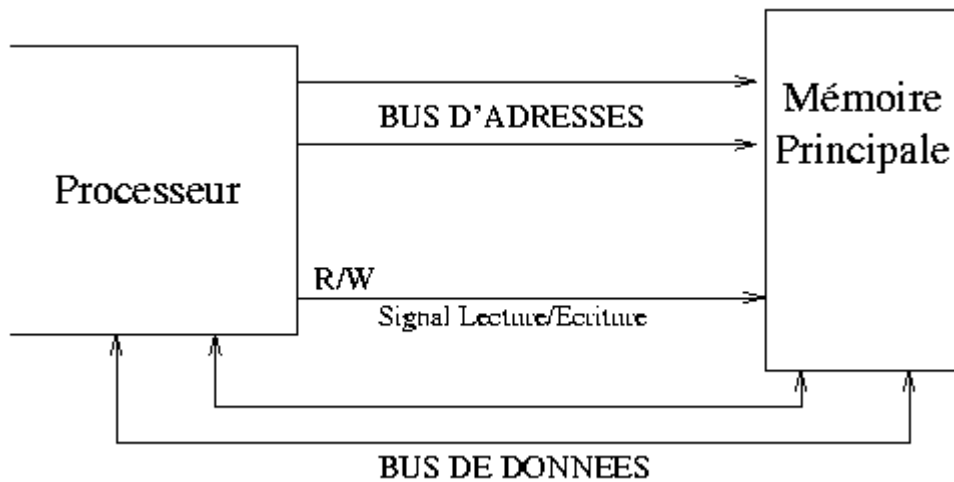 Processeur
BUS D'ADRESSES
Mémoire
Principale
R/W
Signal Lecture/Ecriture
BUS DE DONNEES